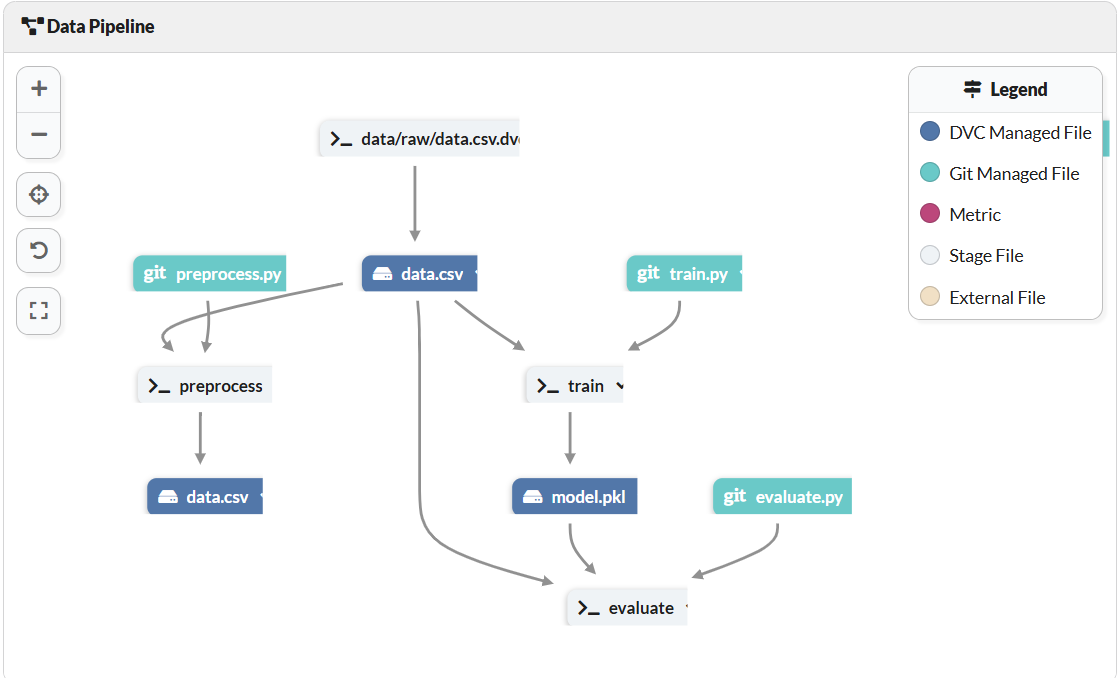 Data Pipeline
Legend
DVC Managed File
Git Managed File
Metric
Stage File
External File
data/raw/data.csv.dv
git preprocess.py
data.csv
git train.py
preprocess
train
data.csv
model.pkl
git evaluate.py
evaluate